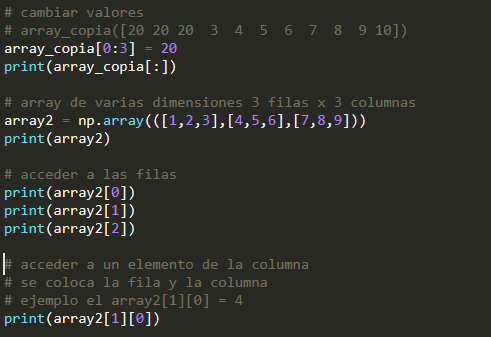 # cambiar valores
# array_copia([20 20 20  3  4  5  6  7  8  9 10])
array_copia[0:3] = 20
print(array_copia[:])
# array de varias dimensiones 3 filas x 3 columnas
array2 = np.array(([1,2,3],[4,5,6],[7,8,9]))
print(array2)
# acceder a las filas
print(array2[0])
print(array2[1])
print(array2[2])
# acceder a un elemento de la columna
# se coloca la fila y la columna
# ejemplo el array2[1][0] = 4
print(array2[1][0])